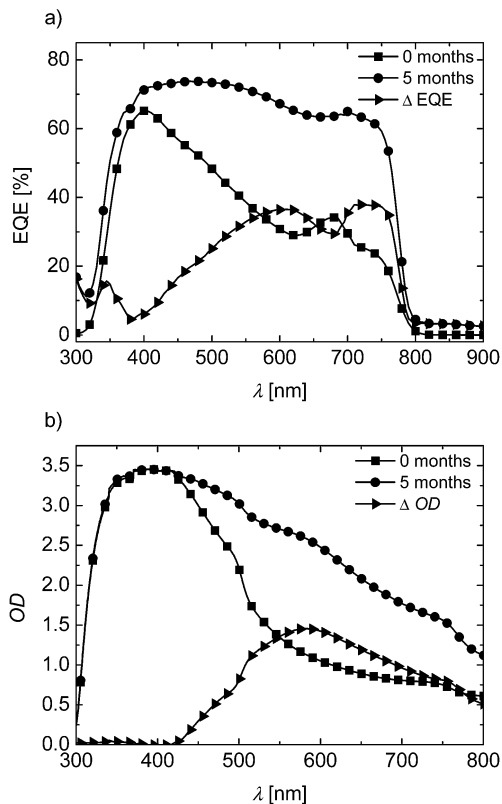 a)
80
60
40
20
0
EQE [%]
0 months
5 months
Δ EQE
300 400 500 600 700 800 900
λ [nm]
b)
3.5
3.0
2.5
2.0
1.5
1.0
0.5
0.0
OD
0 months
5 months
Δ OD
300 400 500 600 700 800
λ [nm]